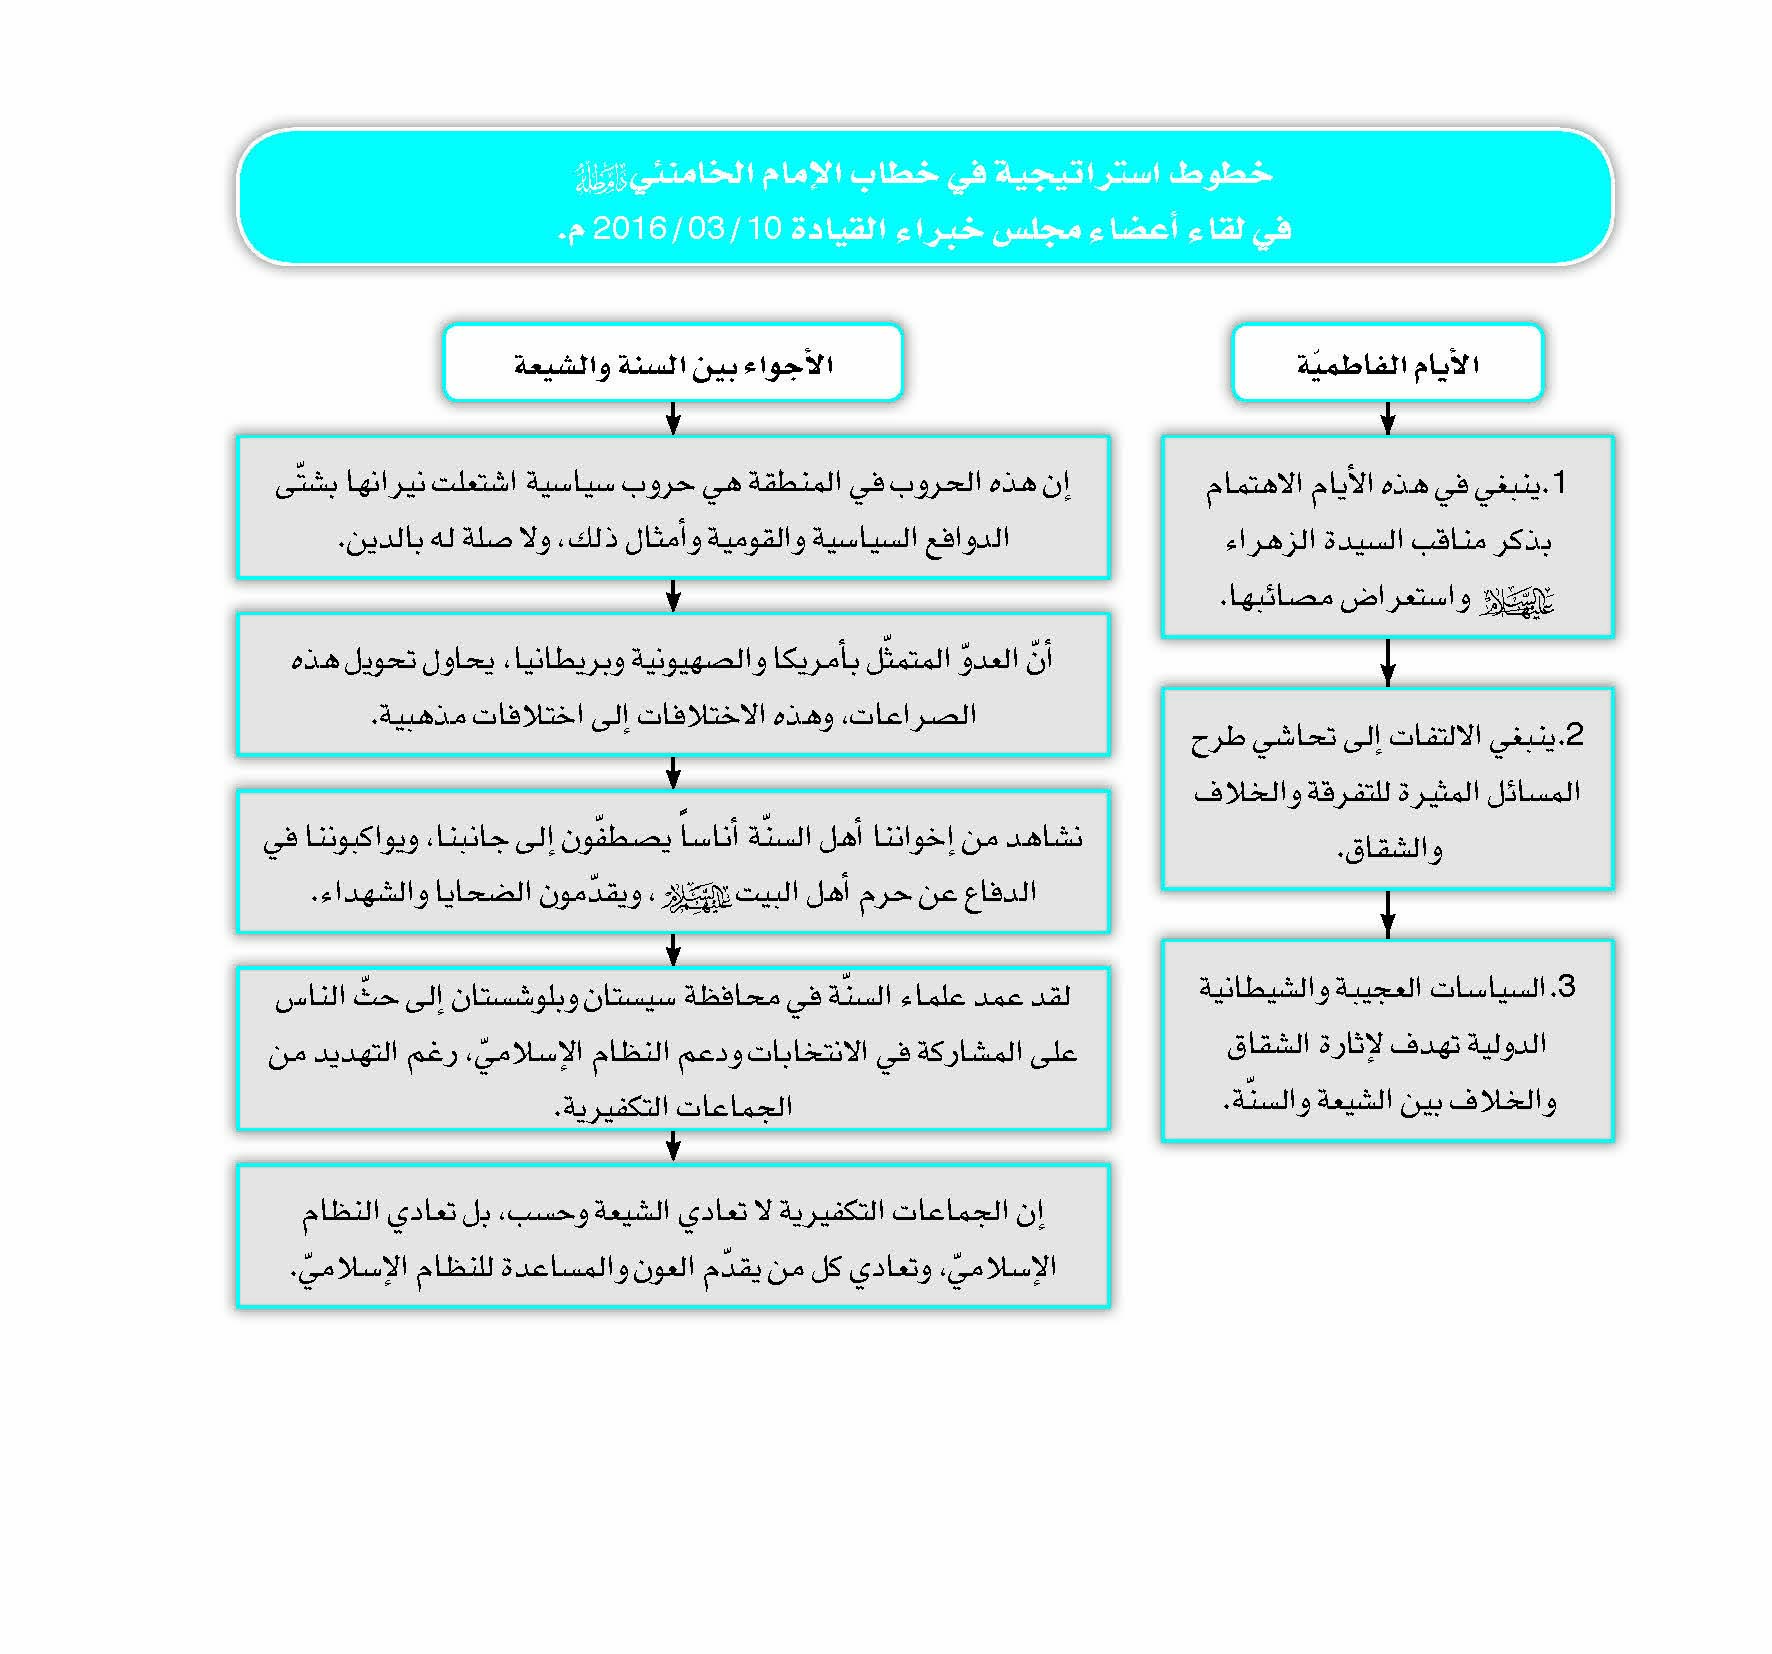 خطوط استراتيجية في خطاب الإمام الخامنئي دام ظله
في لقاء أعضاء مجلس خبراء القيادة 10 / 03 / 2016 م.
الأيام الفاطميّة
1.ينبغي في هذه الأيام الاهتمام
بذكر مناقب السيدة الزهراء
عليها السلام واستعراض مصائبها.
2.ينبغي الالتفات إلى تحاشي طرح
المسائل المثيرة للتفرقة والخلاف
والشقاق.
3.السياسات العجيبة والشيطانية
الدولية تهدف لإثارة الشقاق
والخلاف بين الشيعة والسنّة.
الأجواء بين السنة والشيعة
إن هذه الحروب في المنطقة هي حروب سياسية اشتعلت نيرانها بشتّى
الدوافع السياسية والقومية وأمثال ذلك، ولا صلة له بالدين.
أنّ العدوّ المتمثّل بأمريكا والصهيونية وبريطانيا، يحاول تحويل هذه
الصراعات، وهذه الاختلافات إلى اختلافات مذهبية.
نشاهد من إخواننا أهل السنّة أناساً يصطفّون إلى جانبنا، ويواكبوننا في
الدفاع عن حرم أهل البيت عليهم السلام، ويقدّمون الضحايا والشهداء.
لقد عمد علماء السنّة في محافظة سيستان وبلوشستان إلى حثّ الناس
على المشاركة في الانتخابات ودعم النظام الإسلاميّ، رغم التهديد من
الجماعات التكفيرية.
إن الجماعات التكفيرية لا تعادي الشيعة وحسب، بل تعادي النظام
الإسلاميّ، وتعادي كل من يقدّم العون والمساعدة للنظام الإسلاميّ.